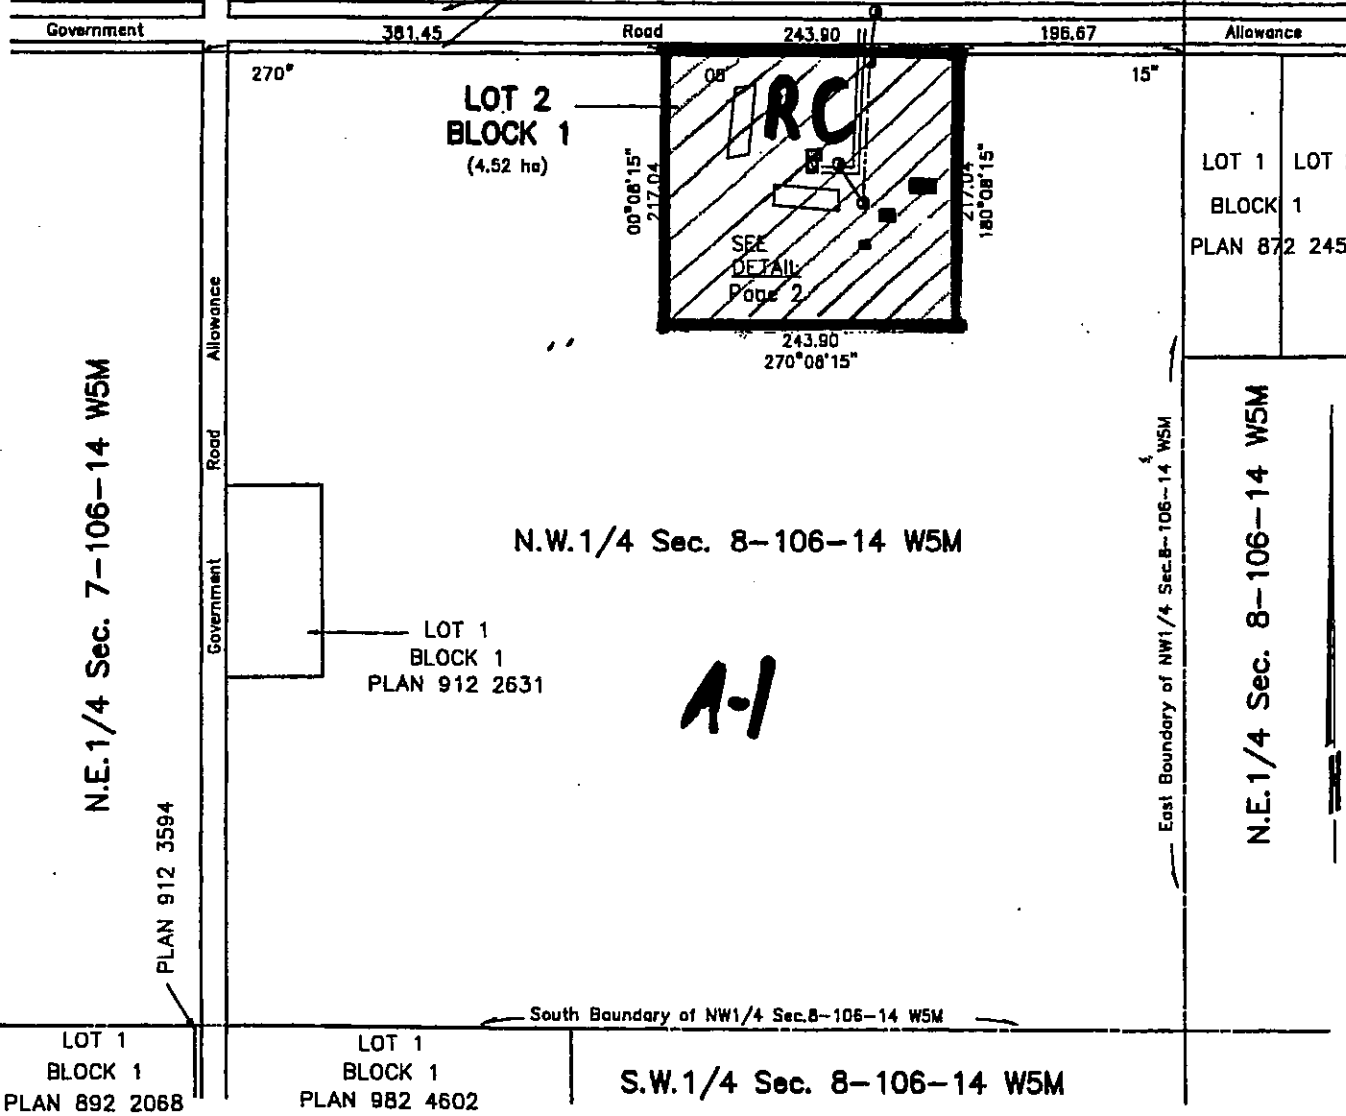 Government
381.45
Road
243.90
196.67
Allowance
270°
08'
15"
LOT 2
BLOCK 1
(4.52 ha)
RC
00°08'15"
217.04
217.04
180°08'15"
SEE
DETAIL
Page 2
243.90
270°08'15"
LOT 1
LOT
BLOCK 1
PLAN 872 245
Government Road Allowance
N.E.1/4 Sec. 7-106-14 W5M
N.W.1/4 Sec. 8-106-14 W5M
East Boundary of NW1/4 Sec.8-106-14 W5M
N.E.1/4 Sec. 8-106-14 W5M
LOT 1
BLOCK 1
PLAN 912 2631
A-1
PLAN 912 3594
South Boundary of NW1/4 Sec.8-106-14 W5M
LOT 1
BLOCK 1
PLAN 892 2068
LOT 1
BLOCK 1
PLAN 982 4602
S.W.1/4 Sec. 8-106-14 W5M